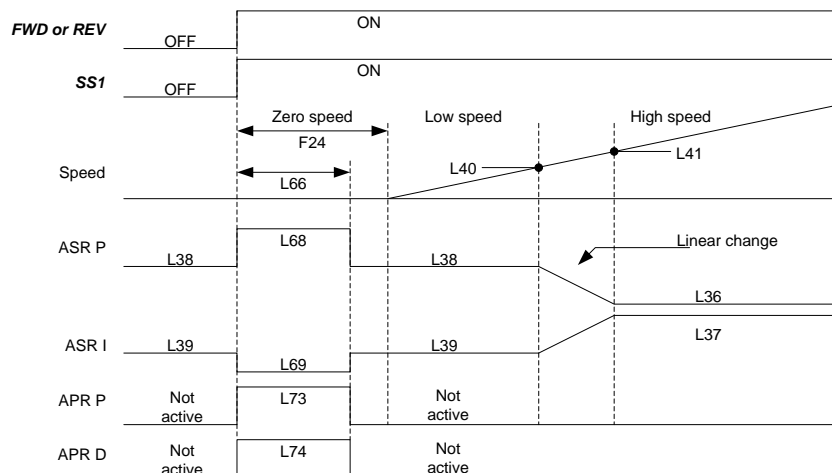 FWD or REV
OFF
ON
SS1
OFF
ON
Zero speed
Low speed
High speed
F24
Speed
L66
L40
L41
ASR P
L38
L68
L38
Linear change
L36
ASR I
L39
L69
L39
L37
APR P
Not
active
L73
Not
active
APR D
Not
active
L74
Not
active